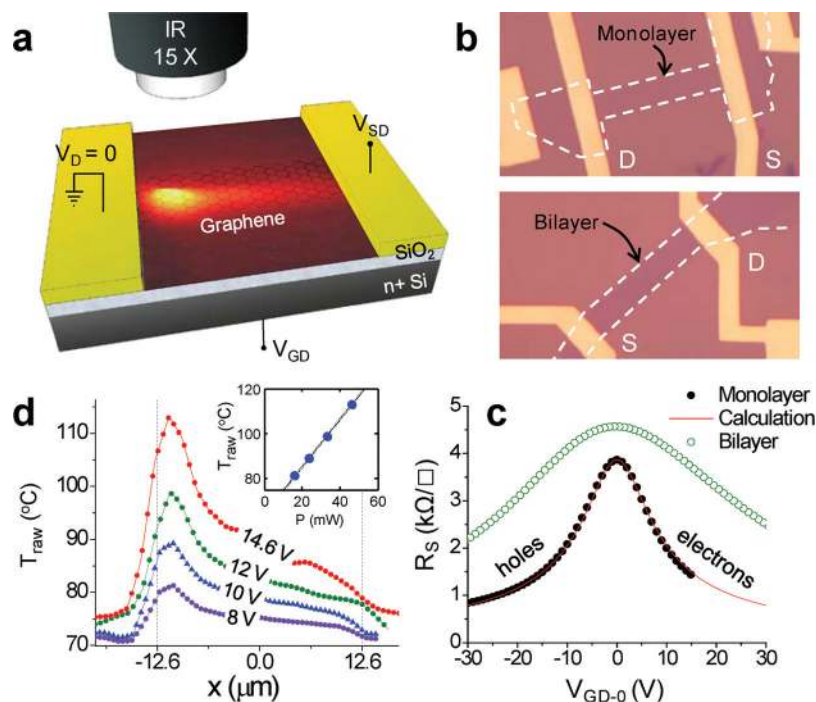 a
IR
15 X
V_D = 0
V_SD
Graphene
SiO₂
n+ Si
V_GD
b
Monolayer
D
S
Bilayer
D
S
d
T_raw (°C)
110
100
90
80
70
14.6 V
12 V
10 V
8 V
-12.6
0.0
12.6
x (μm)
T_raw (°C)
120
100
80
0
20
40
60
P (mW)
c
Monolayer
Calculation
Bilayer
R_S (kΩ/□)
5
4
3
2
1
0
holes
electrons
-30
-20
-10
0
10
20
30
V_GD-0 (V)